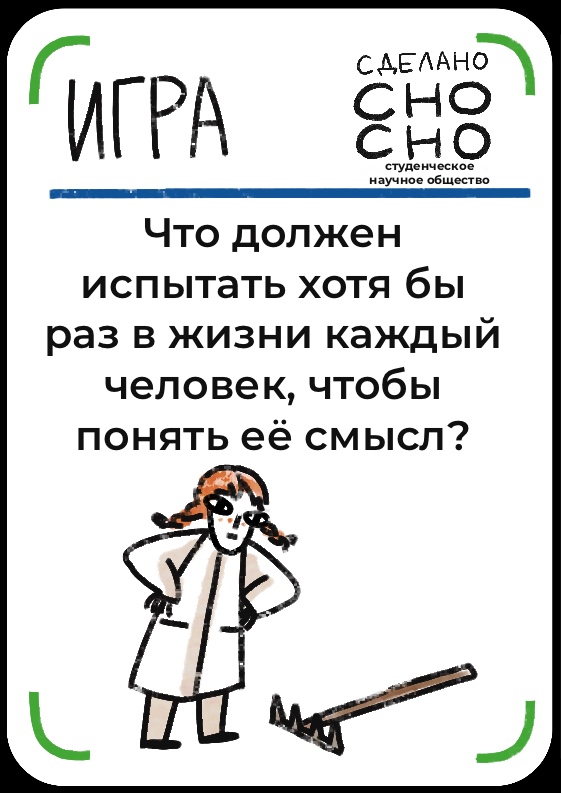 ИГРА
СДЕЛАНО
СНО
СНО
студенческое
научное общество
Что должен
испытать хотя бы
раз в жизни каждый
человек, чтобы
понять её смысл?